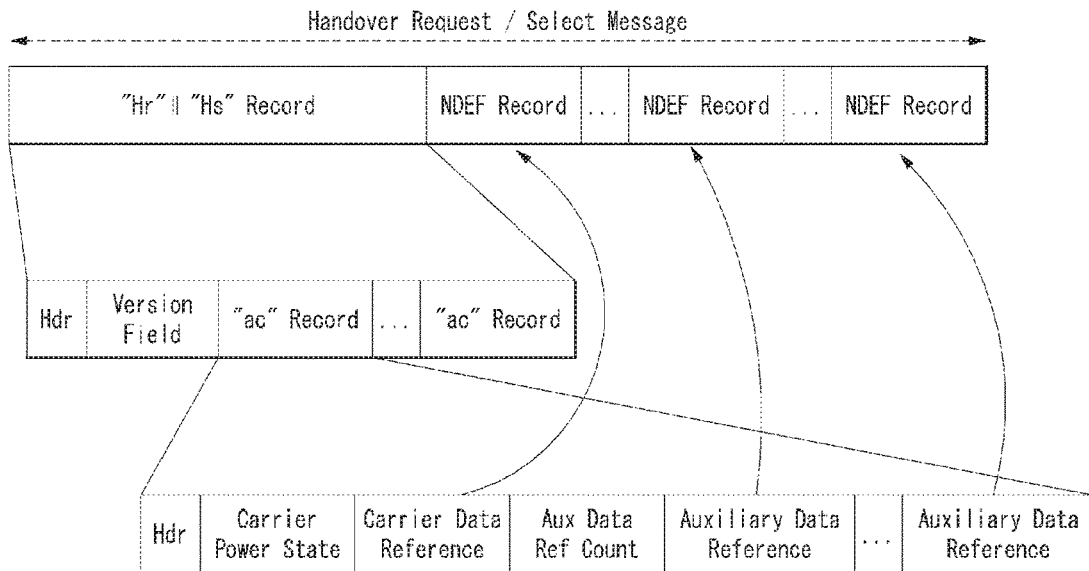 Handover Request / Select Message
"Hr" || "Hs" Record NDEF Record ... NDEF Record ... NDEF Record
Hdr Version Field "ac" Record ... "ac" Record
Hdr Carrier Power State Carrier Data Reference Aux Data Ref Count Auxiliary Data Reference ... Auxiliary Data Reference